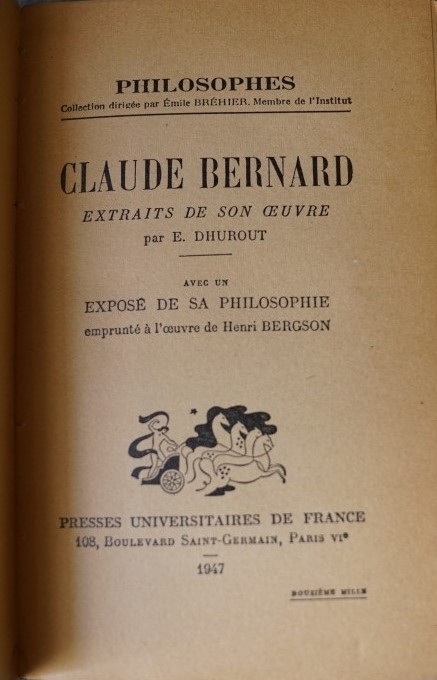 PHILOSOPHES
Collection dirigée par Émile BRÉHIER, Membre de l'Institut
CLAUDE BERNARD
EXTRAITS DE SON ŒUVRE
par E. DHUROUT
AVEC UN
EXPOSÉ DE SA PHILOSOPHIE
emprunté à l'œuvre de Henri BERGSON
PRESSES UNIVERSITAIRES DE FRANCE
108, BOULEVARD SAINT-GERMAIN, PARIS VIᵉ
1947
DOUZIÈME MILLE